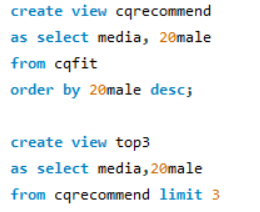 create view cqrecommend
as select media, 20male
from cqfit
order by 20male desc;
create view top3
as select media,20male
from cqrecommend limit 3